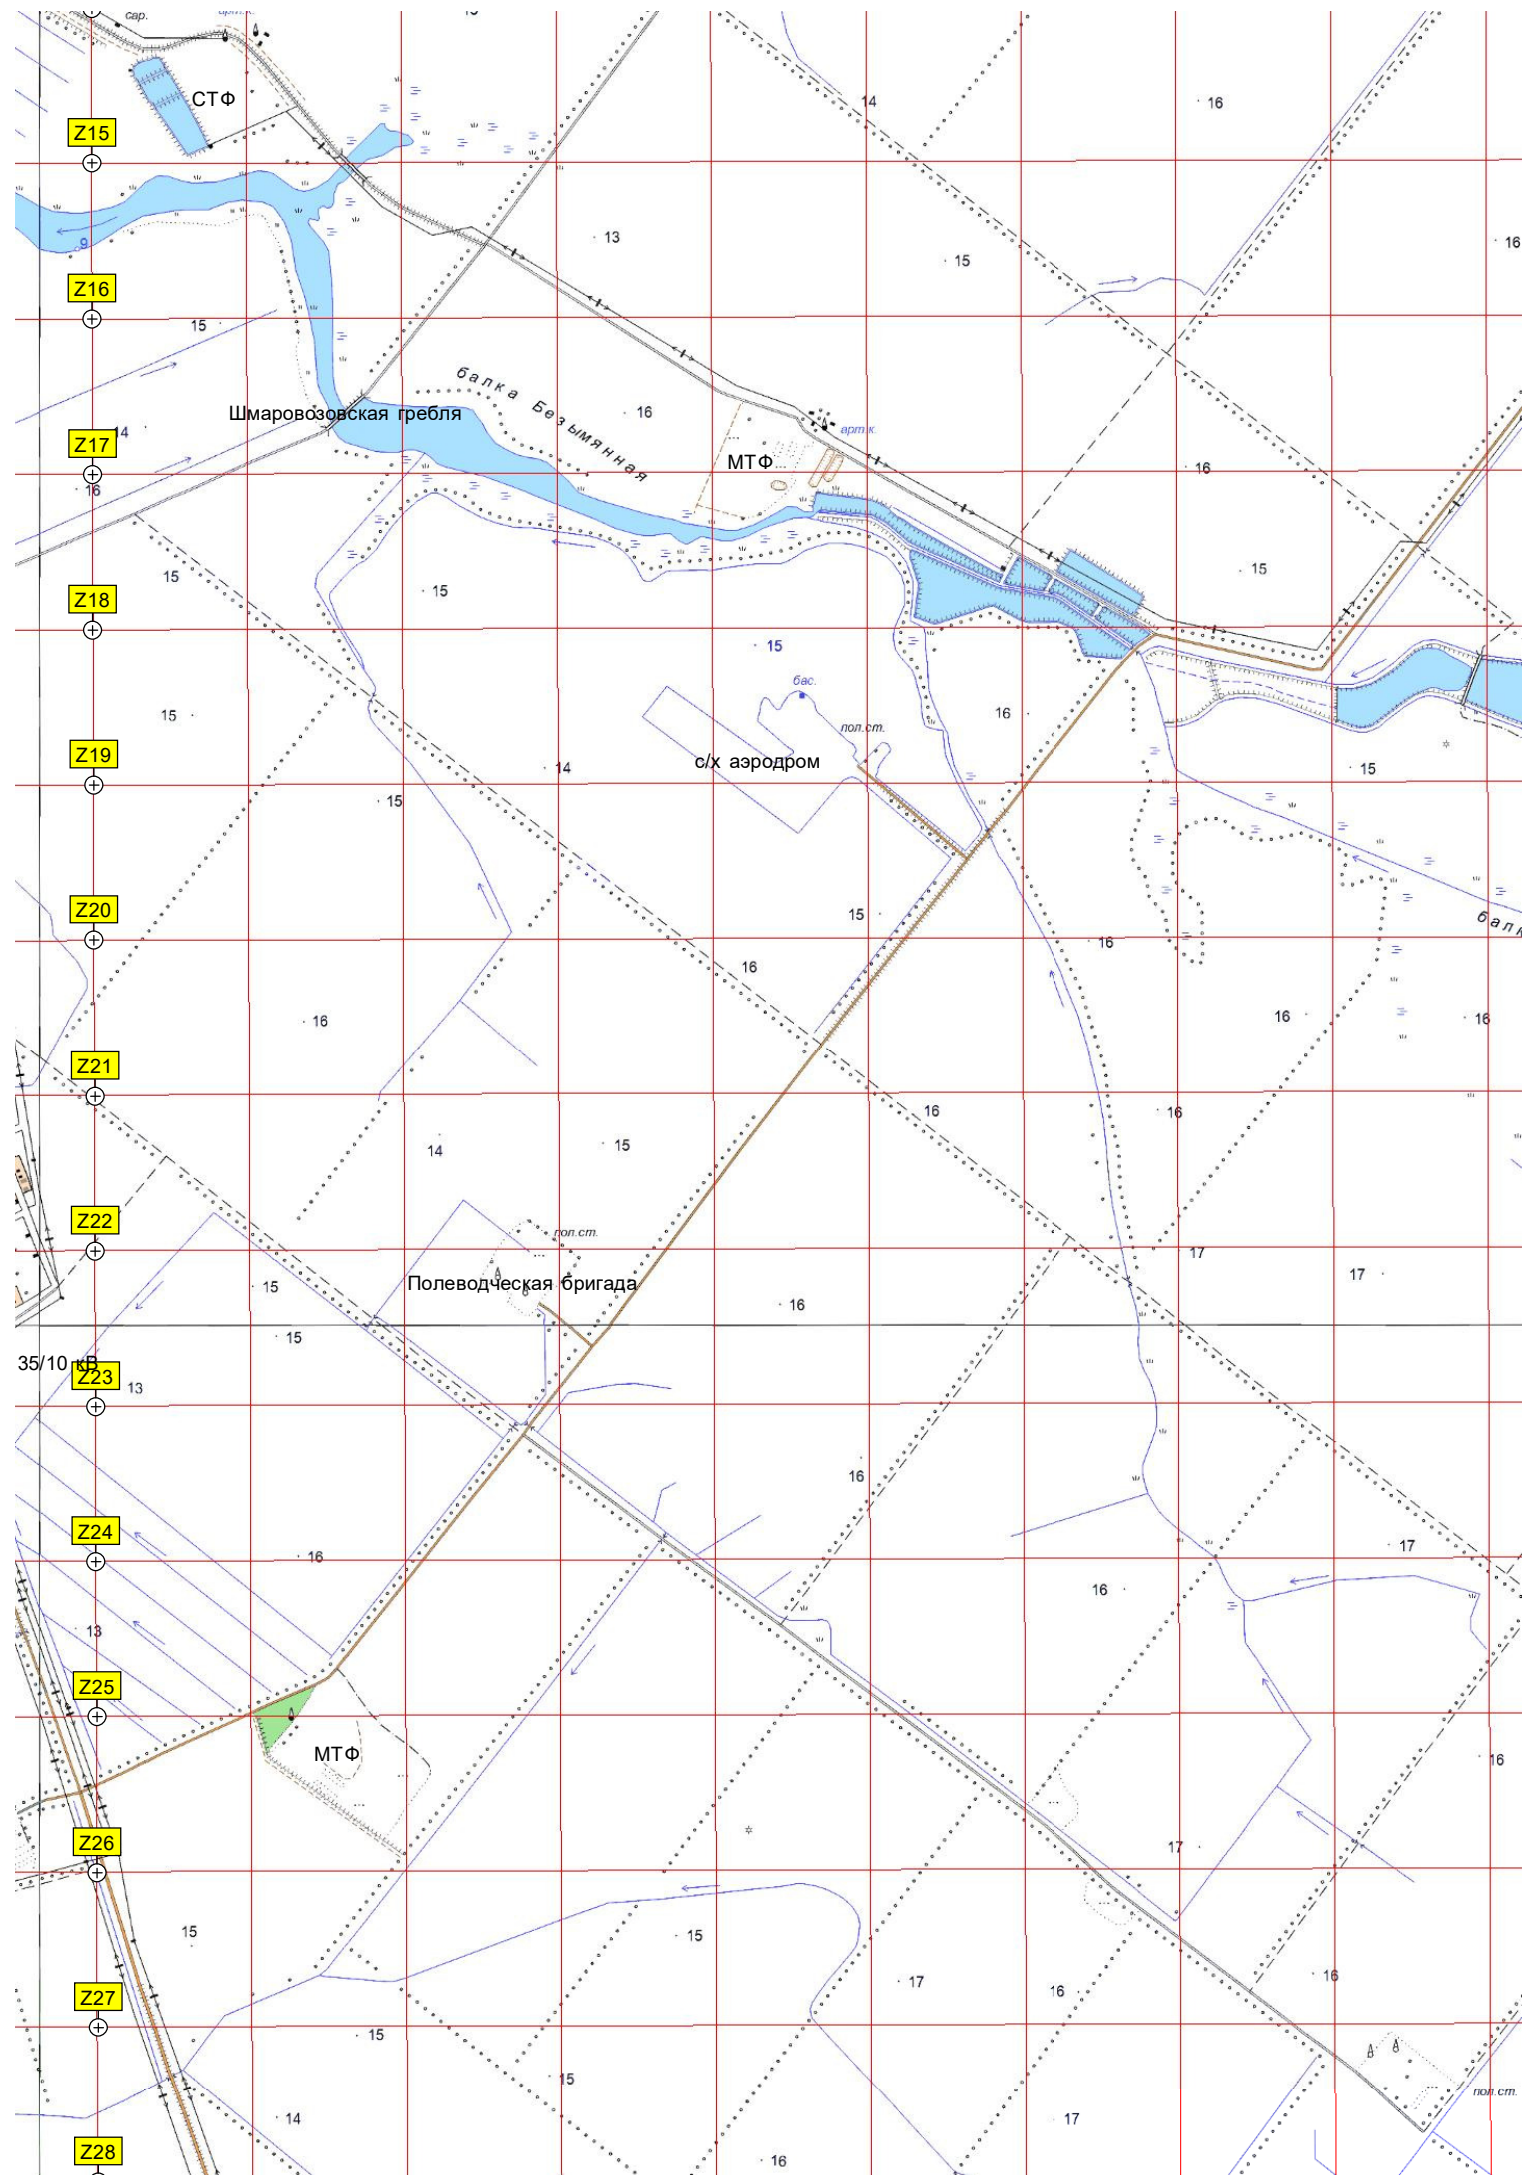 сар.
СТФ
14
16
Z15
9
13
15
16
Z16
15
балка Безымянная
Шмаровозовская гребля
16
14
арт.к.
Z17
МТФ
16
16
15
15
15
Z18
15
бас.
15
16
пол.ст.
Z19
14
с/х аэродром
15
15
Z20
15
балк
16
16
16
16
16
Z21
16
16
14
15
Z22
пол.ст.
17
15
Полеводческая бригада
17
16
15
35/10 кВ
Z23
13
16
Z24
16
17
16
13
Z25
МТФ
16
Z26
17
15
15
17
16
16
Z27
15
15
пол.ст.
14
17
Z28
16